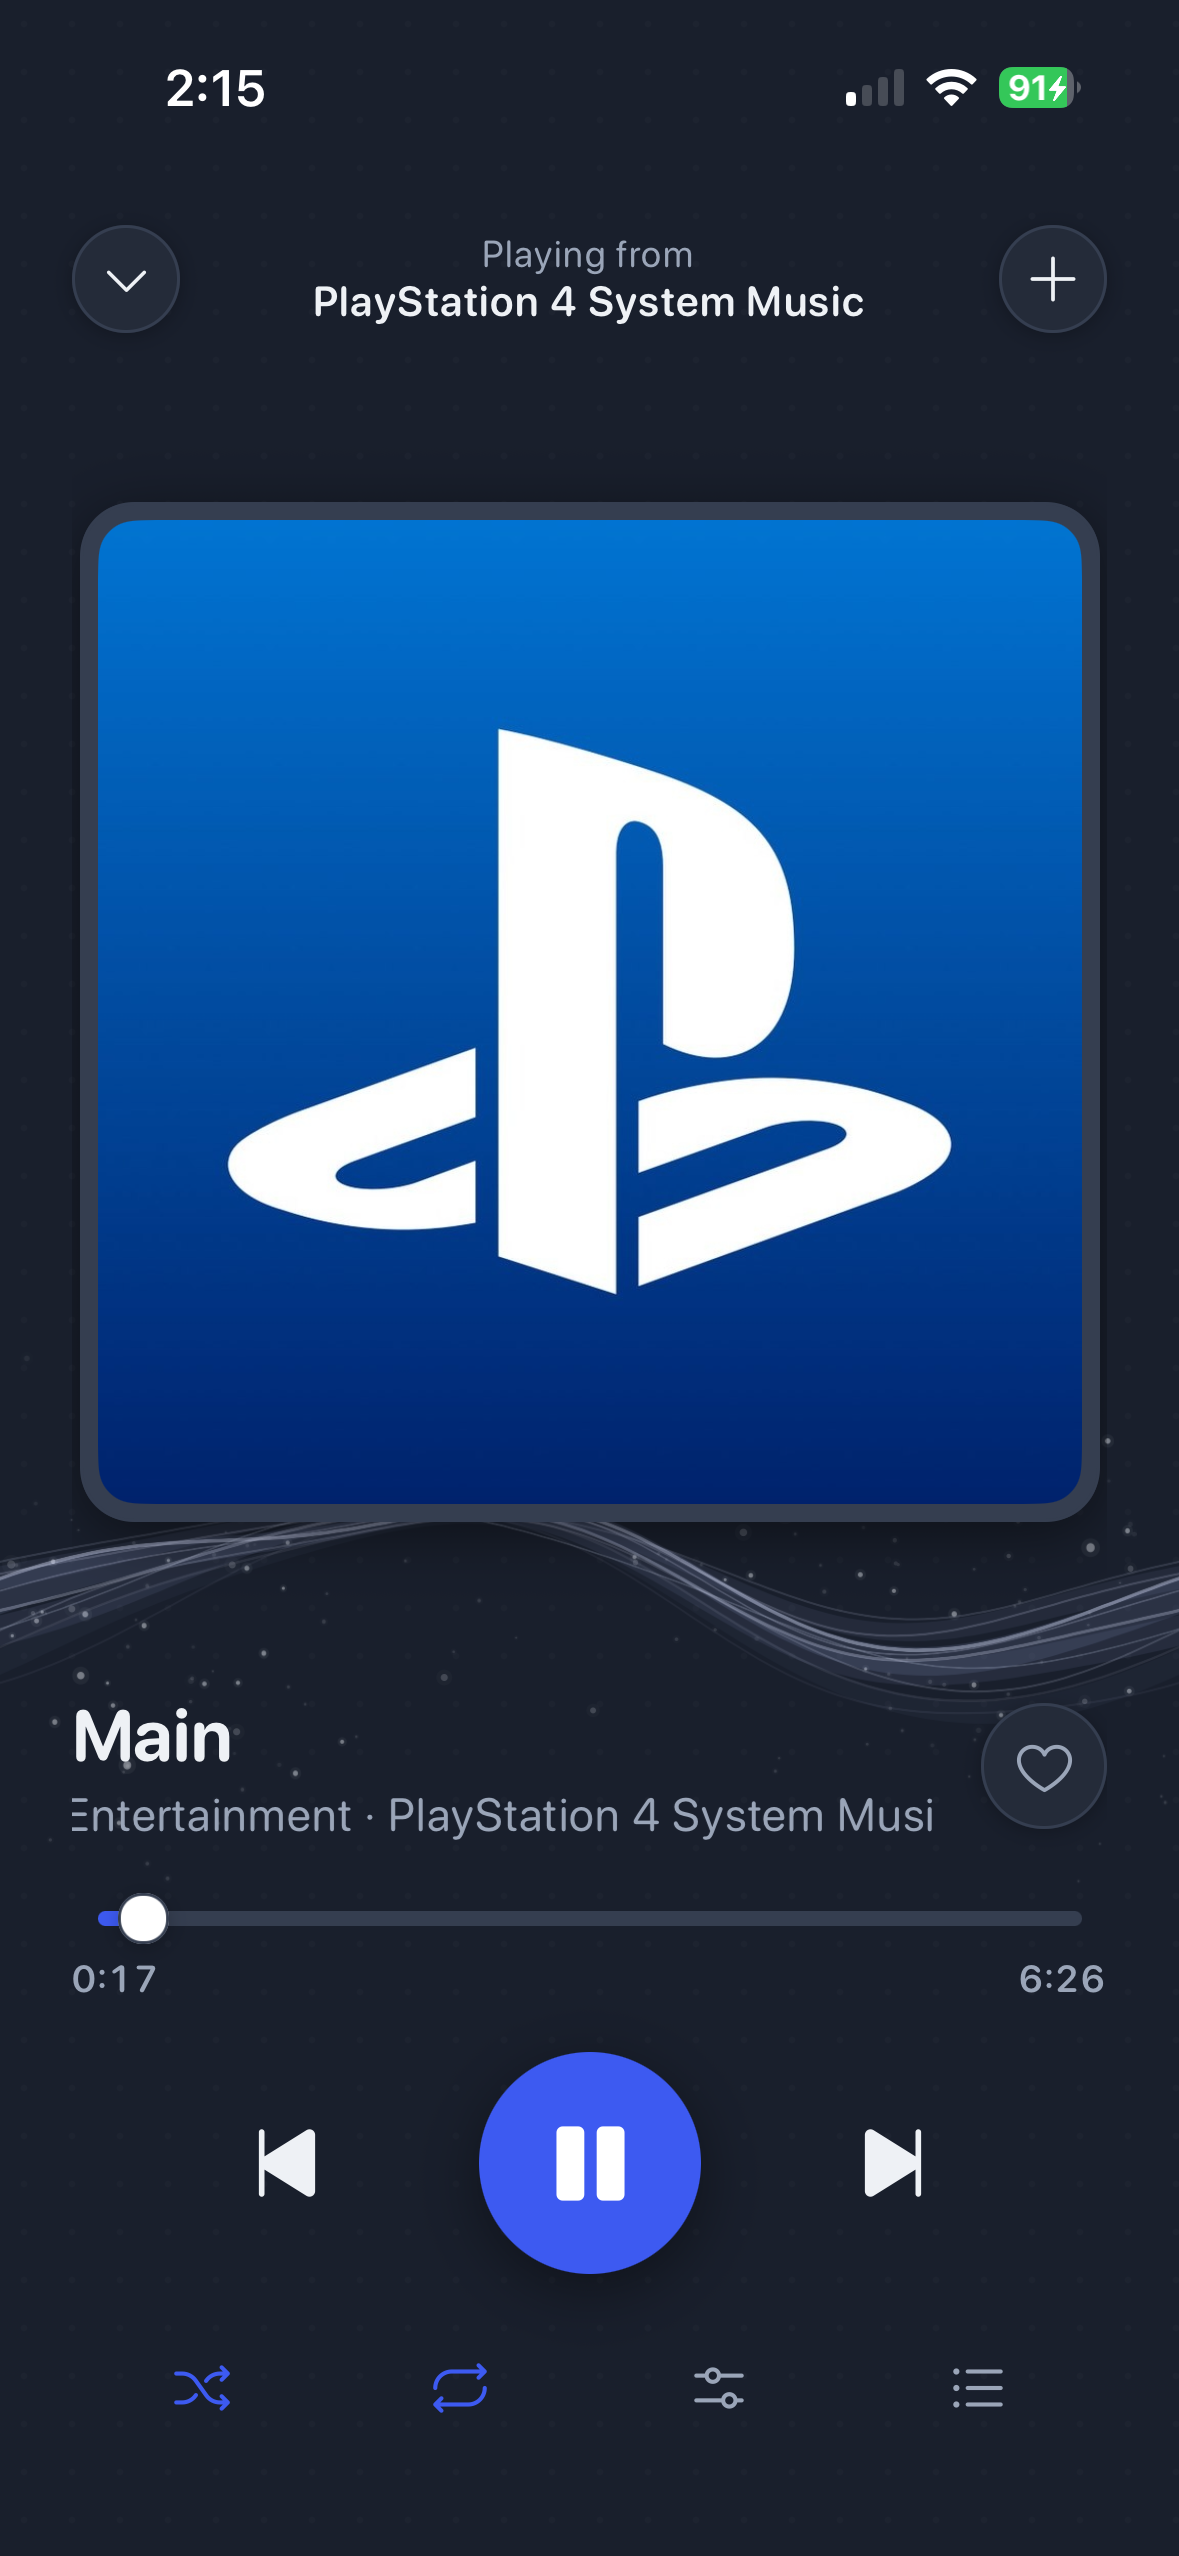 2:15
91
Playing from
PlayStation 4 System Music
Main
Entertainment · PlayStation 4 System Musi
0:17
6:26